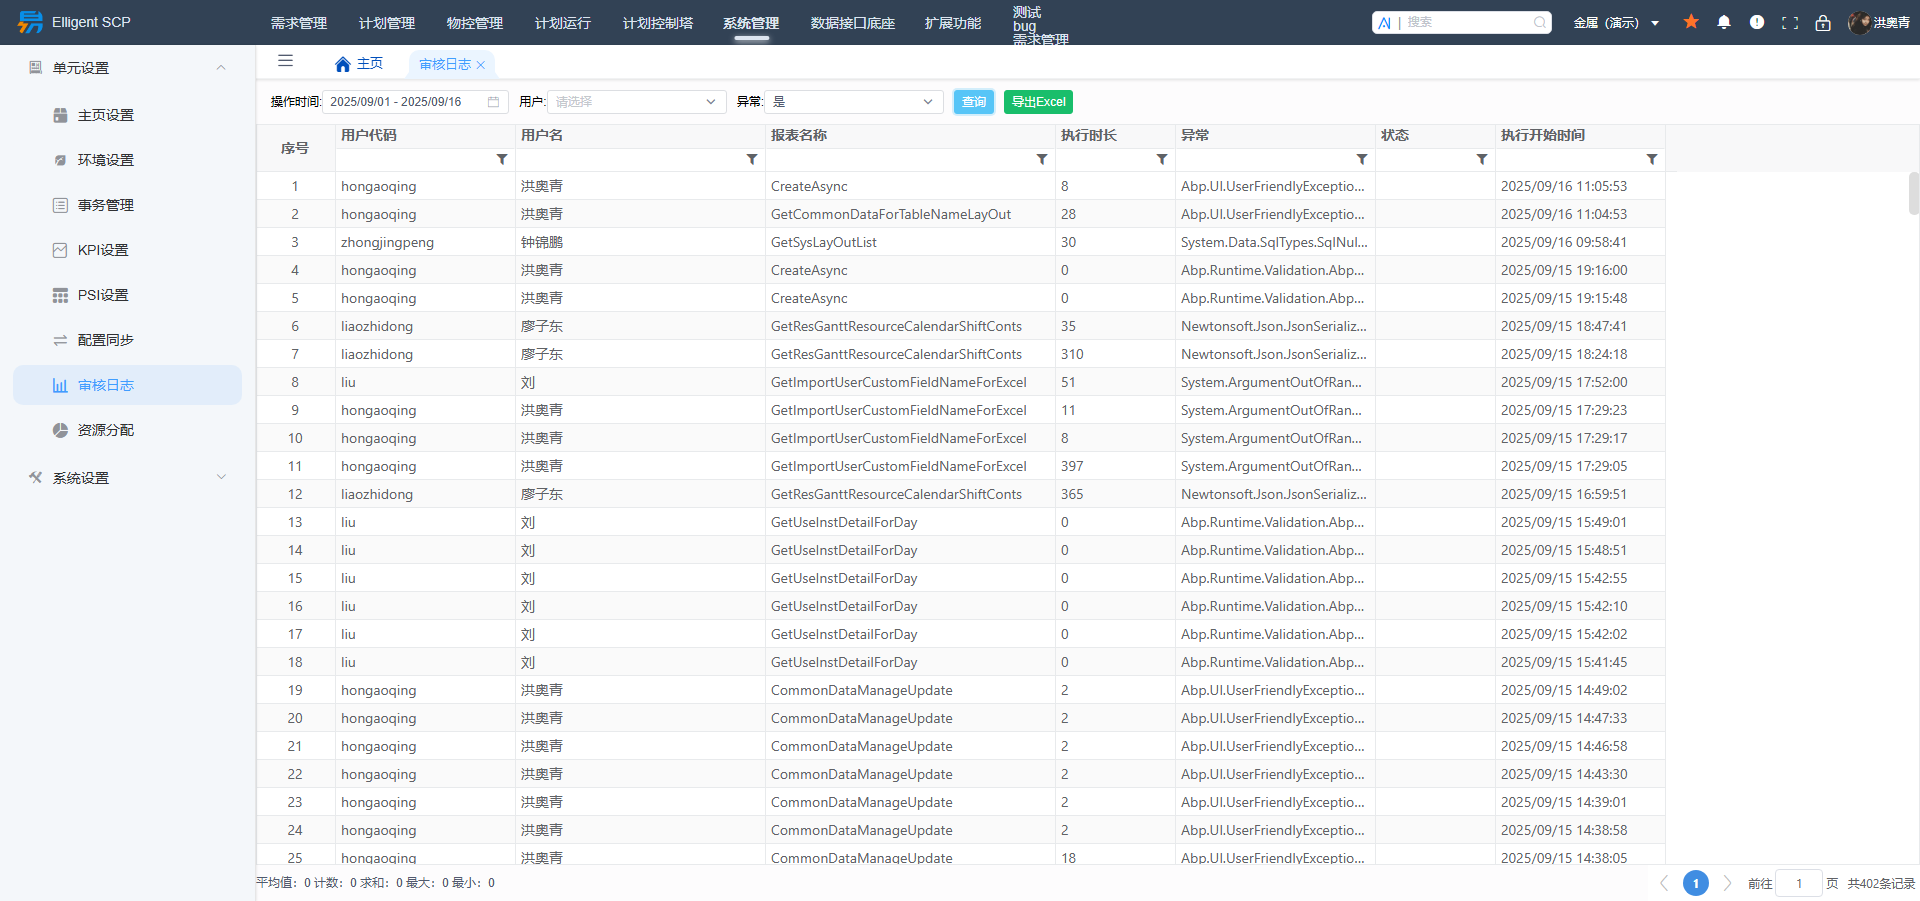 Elligent SCP
需求管理 计划管理 物控管理 计划运行 计划控制塔 系统管理 数据接口底座 扩展功能 测试
bug
需求管理
AI | 搜索
金属（演示）
洪奥青
单元设置
主页设置
环境设置
事务管理
KPI设置
PSI设置
配置同步
审核日志
资源分配
系统设置
主页 审核日志
操作时间: 2025/09/01 - 2025/09/16 用户: 请选择 异常: 是 查询 导出Excel
序号 用户代码 用户名 报表名称 执行时长 异常 状态 执行开始时间
1 hongaoqing 洪奥青 CreateAsync 8 Abp.UI.UserFriendlyExceptio... 2025/09/16 11:05:53
2 hongaoqing 洪奥青 GetCommonDataForTableNameLayOut 28 Abp.UI.UserFriendlyExceptio... 2025/09/16 11:04:53
3 zhongjingpeng 钟锦鹏 GetSysLayOutList 30 System.Data.SqlTypes.SqlNul... 2025/09/16 09:58:41
4 hongaoqing 洪奥青 CreateAsync 0 Abp.Runtime.Validation.Abp... 2025/09/15 19:16:00
5 hongaoqing 洪奥青 CreateAsync 0 Abp.Runtime.Validation.Abp... 2025/09/15 19:15:48
6 liaozhidong 廖子东 GetResGanttResourceCalendarShiftConts 35 Newtonsoft.Json.JsonSerializ... 2025/09/15 18:47:41
7 liaozhidong 廖子东 GetResGanttResourceCalendarShiftConts 310 Newtonsoft.Json.JsonSerializ... 2025/09/15 18:24:18
8 liu 刘 GetImportUserCustomFieldNameForExcel 51 System.ArgumentOutOfRan... 2025/09/15 17:52:00
9 hongaoqing 洪奥青 GetImportUserCustomFieldNameForExcel 11 System.ArgumentOutOfRan... 2025/09/15 17:29:23
10 hongaoqing 洪奥青 GetImportUserCustomFieldNameForExcel 8 System.ArgumentOutOfRan... 2025/09/15 17:29:17
11 hongaoqing 洪奥青 GetImportUserCustomFieldNameForExcel 397 System.ArgumentOutOfRan... 2025/09/15 17:29:05
12 liaozhidong 廖子东 GetResGanttResourceCalendarShiftConts 365 Newtonsoft.Json.JsonSerializ... 2025/09/15 16:59:51
13 liu 刘 GetUseInstDetailForDay 0 Abp.Runtime.Validation.Abp... 2025/09/15 15:49:01
14 liu 刘 GetUseInstDetailForDay 0 Abp.Runtime.Validation.Abp... 2025/09/15 15:48:51
15 liu 刘 GetUseInstDetailForDay 0 Abp.Runtime.Validation.Abp... 2025/09/15 15:42:55
16 liu 刘 GetUseInstDetailForDay 0 Abp.Runtime.Validation.Abp... 2025/09/15 15:42:10
17 liu 刘 GetUseInstDetailForDay 0 Abp.Runtime.Validation.Abp... 2025/09/15 15:42:02
18 liu 刘 GetUseInstDetailForDay 0 Abp.Runtime.Validation.Abp... 2025/09/15 15:41:45
19 hongaoqing 洪奥青 CommonDataManageUpdate 2 Abp.UI.UserFriendlyExceptio... 2025/09/15 14:49:02
20 hongaoqing 洪奥青 CommonDataManageUpdate 2 Abp.UI.UserFriendlyExceptio... 2025/09/15 14:47:33
21 hongaoqing 洪奥青 CommonDataManageUpdate 2 Abp.UI.UserFriendlyExceptio... 2025/09/15 14:46:58
22 hongaoqing 洪奥青 CommonDataManageUpdate 2 Abp.UI.UserFriendlyExceptio... 2025/09/15 14:43:30
23 hongaoqing 洪奥青 CommonDataManageUpdate 2 Abp.UI.UserFriendlyExceptio... 2025/09/15 14:39:01
24 hongaoqing 洪奥青 CommonDataManageUpdate 2 Abp.UI.UserFriendlyExceptio... 2025/09/15 14:38:58
25 hongaoqing 洪奥青 CommonDataManageUpdate 18 Abp.UI.UserFriendlyExceptio... 2025/09/15 14:38:05
平均值：0 计数：0 求和：0 最大：0 最小：0
1 前往 1 页 共402条记录